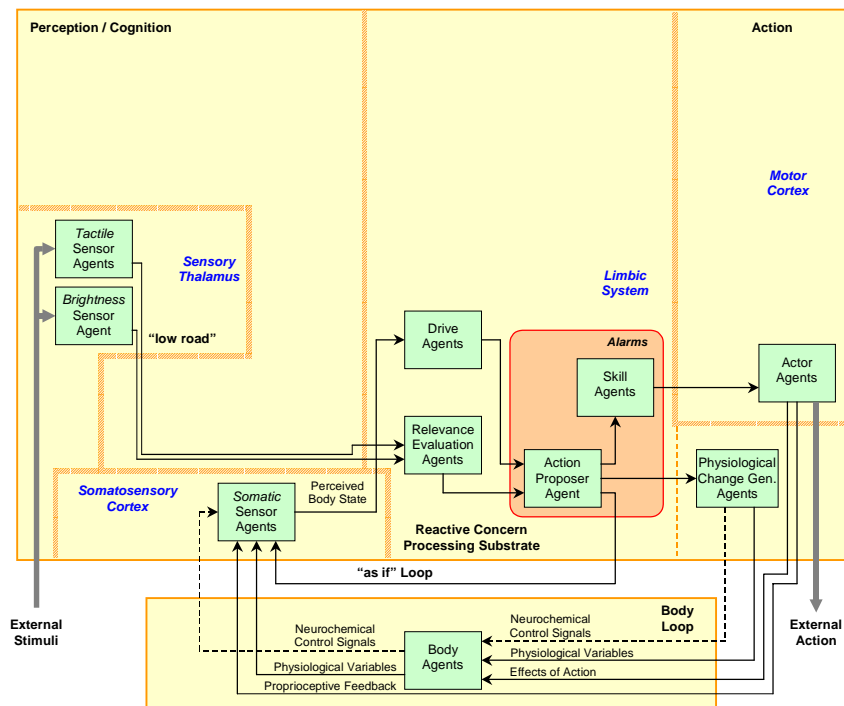 Perception / Cognition
Action
Motor
Cortex
Tactile
Sensor
Agents
Sensory
Thalamus
Limbic
System
Brightness
Sensor
Agent
"low road"
Drive
Agents
Alarms
Skill
Agents
Actor
Agents
Relevance
Evaluation
Agents
Action
Proposer
Agent
Physiological
Change Gen.
Agents
Somatosensory
Cortex
Somatic
Sensor
Agents
Perceived
Body State
Reactive Concern
Processing Substrate
"as if" Loop
External
Stimuli
External
Action
Body
Loop
Neurochemical
Control Signals
Neurochemical
Control Signals
Body
Agents
Physiological Variables
Physiological Variables
Proprioceptive Feedback
Effects of Action